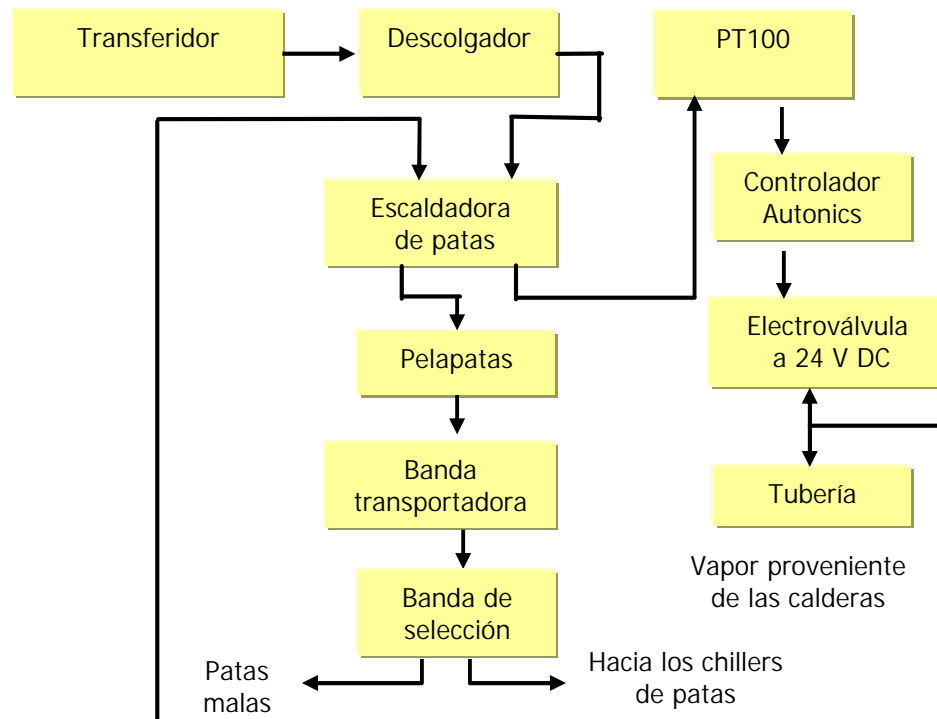 Transferidor
Descolgador
PT100
Escaldadora
de patas
Controlador
Autonics
Electroválvula
a 24 V DC
Pelapatas
Banda
transportadora
Tubería
Vapor proveniente
de las calderas
Banda de
selección
Patas
malas
Hacia los chillers
de patas